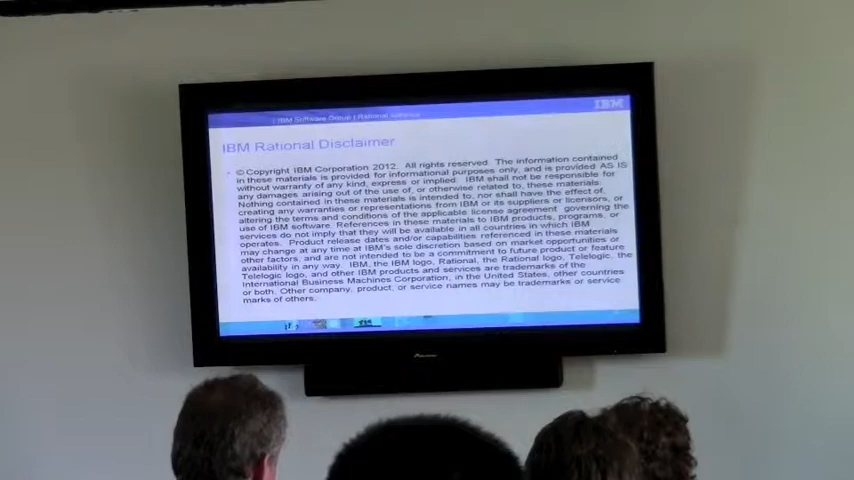 IBM Software Group | Rational software
IBM
IBM Rational Disclaimer
© Copyright IBM Corporation 2012. All rights reserved. The information contained
in these materials is provided for informational purposes only, and is provided AS IS
without warranty of any kind, express or implied. IBM shall not be responsible for
any damages arising out of the use of, or otherwise related to, these materials.
Nothing contained in these materials is intended to, nor shall have the effect of,
creating any warranties or representations from IBM or its suppliers or licensors, or
altering the terms and conditions of the applicable license agreement governing the
use of IBM software. References in these materials to IBM products, programs, or
services do not imply that they will be available in all countries in which IBM
operates. Product release dates and/or capabilities referenced in these materials
may change at any time at IBM's sole discretion based on market opportunities or
other factors, and are not intended to be a commitment to future product or feature
availability in any way. IBM, the IBM logo, Rational, the Rational logo, Telelogic, the
Telelogic logo, and other IBM products and services are trademarks of the
International Business Machines Corporation, in the United States, other countries
or both. Other company, product, or service names may be trademarks or service
marks of others.
Pioneer